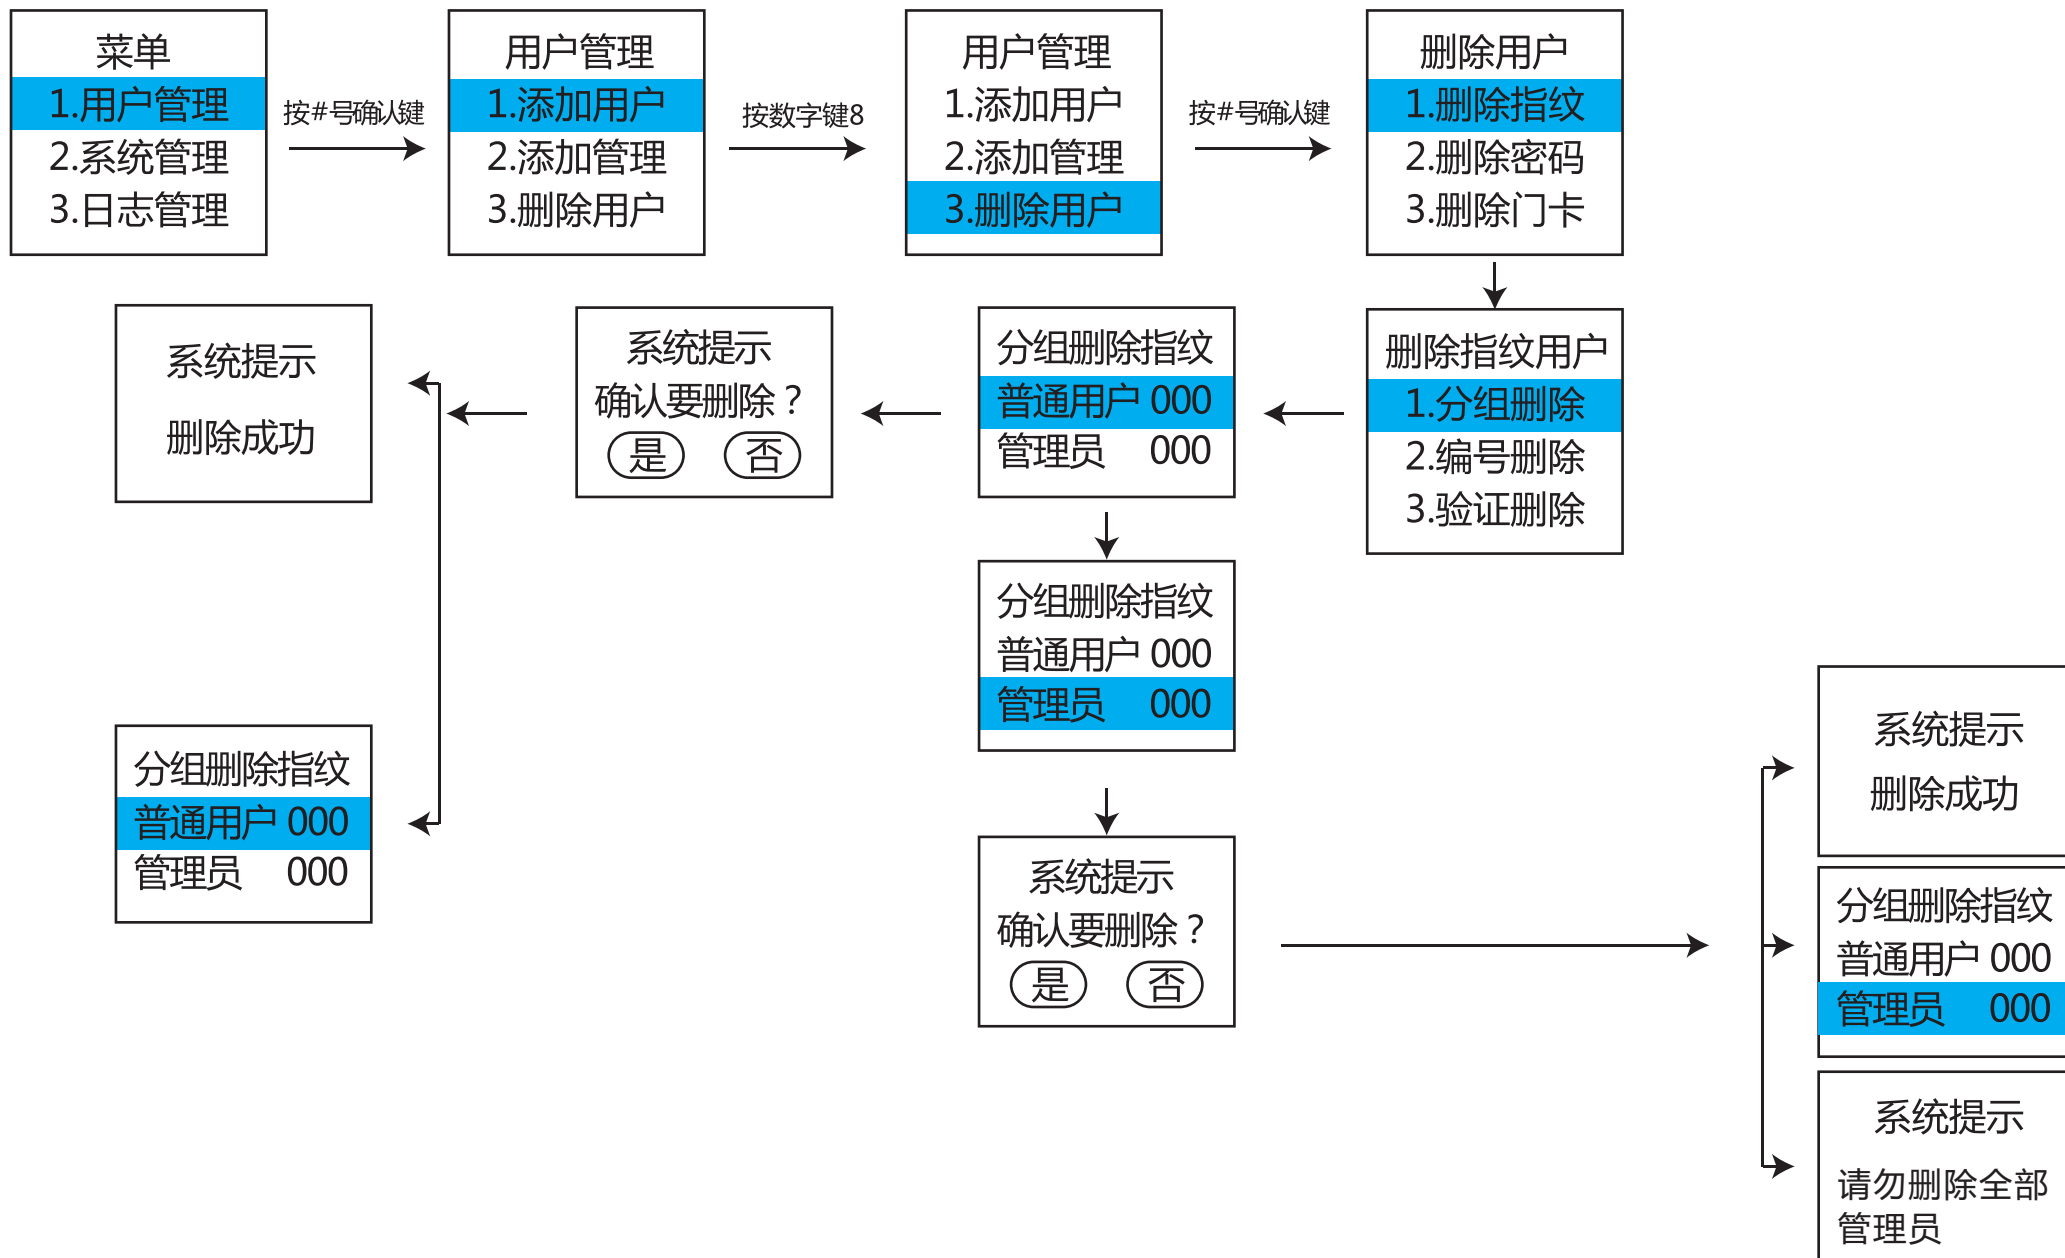 菜单
1.用户管理
2.系统管理
3.日志管理
按#号确认键
用户管理
1.添加用户
2.添加管理
3.删除用户
按数字键8
用户管理
1.添加用户
2.添加管理
3.删除用户
按#号确认键
删除用户
1.删除指纹
2.删除密码
3.删除门卡
删除指纹用户
1.分组删除
2.编号删除
3.验证删除
分组删除指纹
普通用户 000
管理员 000
系统提示
确认要删除？
是 否
系统提示
删除成功
分组删除指纹
普通用户 000
管理员 000
分组删除指纹
普通用户 000
管理员 000
系统提示
确认要删除？
是 否
系统提示
删除成功
分组删除指纹
普通用户 000
管理员 000
系统提示
请勿删除全部
管理员